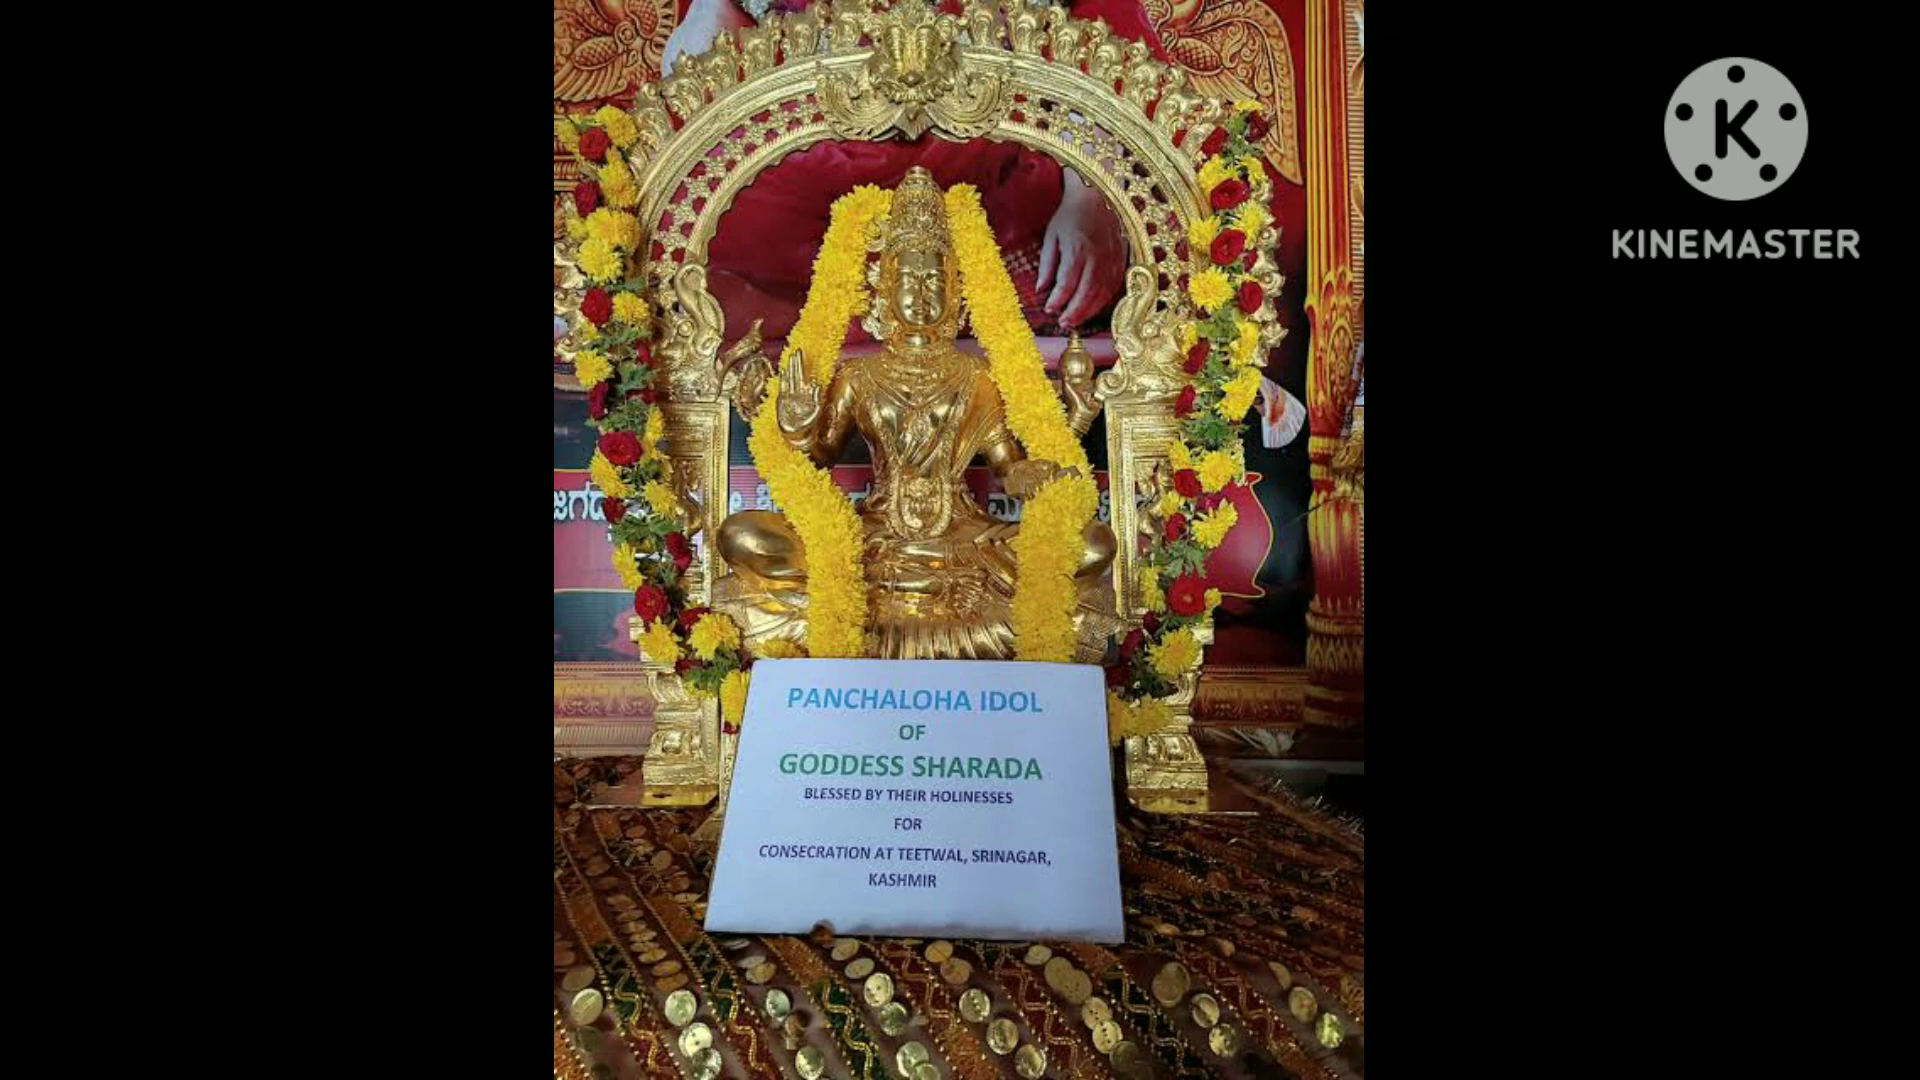 K
KINEMASTER
PANCHALOHA IDOL
OF
GODDESS SHARADA
BLESSED BY THEIR HOLINESSES
FOR
CONSECRATION AT TEETWAL, SRINAGAR,
KASHMIR